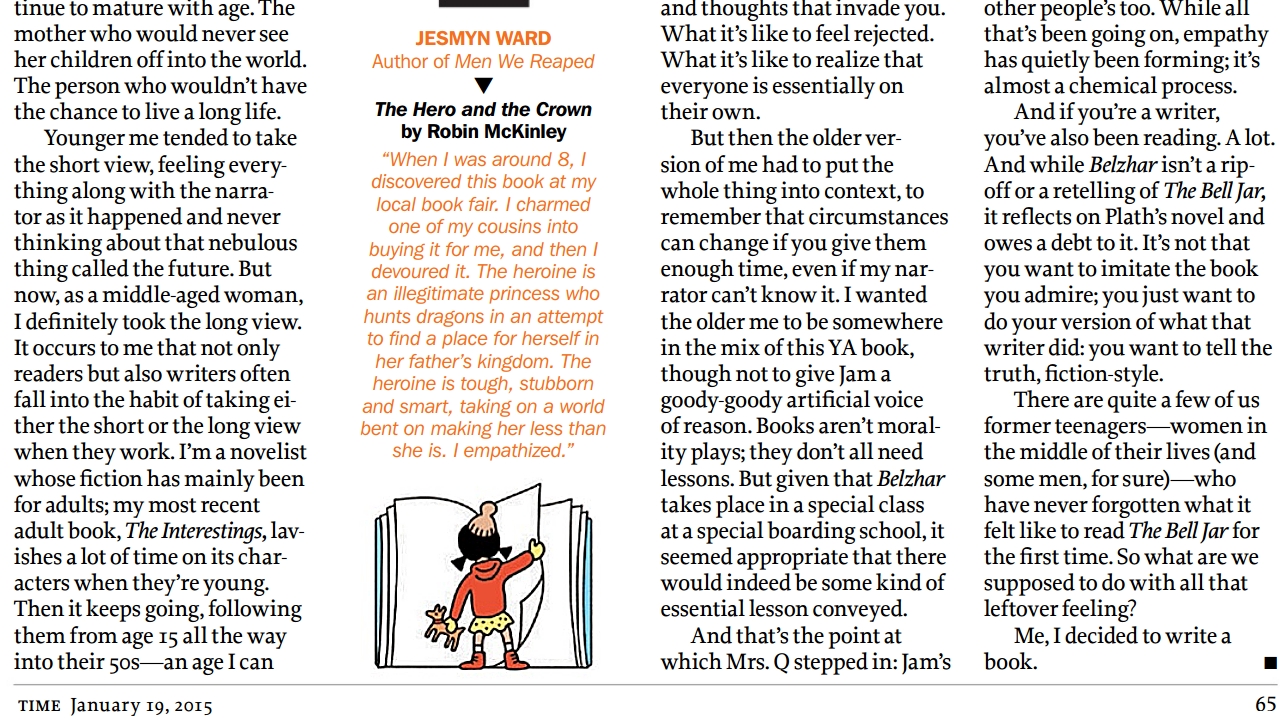 tinue to mature with age. The
mother who would never see
her children off into the world.
The person who wouldn't have
the chance to live a long life.
Younger me tended to take
the short view, feeling every-
thing along with the narra-
tor as it happened and never
thinking about that nebulous
thing called the future. But
now, as a middle-aged woman,
I definitely took the long view.
It occurs to me that not only
readers but also writers often
fall into the habit of taking ei-
ther the short or the long view
when they work. I'm a novelist
whose fiction has mainly been
for adults; my most recent
adult book, The Interestings, lav-
ishes a lot of time on its char-
acters when they're young.
Then it keeps going, following
them from age 15 all the way
into their 50s—an age I can
JESMYN WARD
Author of Men We Reaped
The Hero and the Crown
by Robin McKinley
“When I was around 8, I
discovered this book at my
local book fair. I charmed
one of my cousins into
buying it for me, and then I
devoured it. The heroine is
an illegitimate princess who
hunts dragons in an attempt
to find a place for herself in
her father's kingdom. The
heroine is tough, stubborn
and smart, taking on a world
bent on making her less than
she is. I empathized.”
and thoughts that invade you.
What it's like to feel rejected.
What it's like to realize that
everyone is essentially on
their own.
But then the older ver-
sion of me had to put the
whole thing into context, to
remember that circumstances
can change if you give them
enough time, even if my nar-
rator can't know it. I wanted
the older me to be somewhere
in the mix of this YA book,
though not to give Jam a
goody-goody artificial voice
of reason. Books aren't moral-
ity plays; they don't all need
lessons. But given that Belzhar
takes place in a special class
at a special boarding school, it
seemed appropriate that there
would indeed be some kind of
essential lesson conveyed.
And that's the point at
which Mrs. Q stepped in: Jam's
other people's too. While all
that's been going on, empathy
has quietly been forming; it's
almost a chemical process.
And if you're a writer,
you've also been reading. A lot.
And while Belzhar isn't a rip-
off or a retelling of The Bell Jar,
it reflects on Plath's novel and
owes a debt to it. It's not that
you want to imitate the book
you admire; you just want to
do your version of what that
writer did: you want to tell the
truth, fiction-style.
There are quite a few of us
former teenagers—women in
the middle of their lives (and
some men, for sure)—who
have never forgotten what it
felt like to read The Bell Jar for
the first time. So what are we
supposed to do with all that
leftover feeling?
Me, I decided to write a
book.
TIME January 19, 2015
65